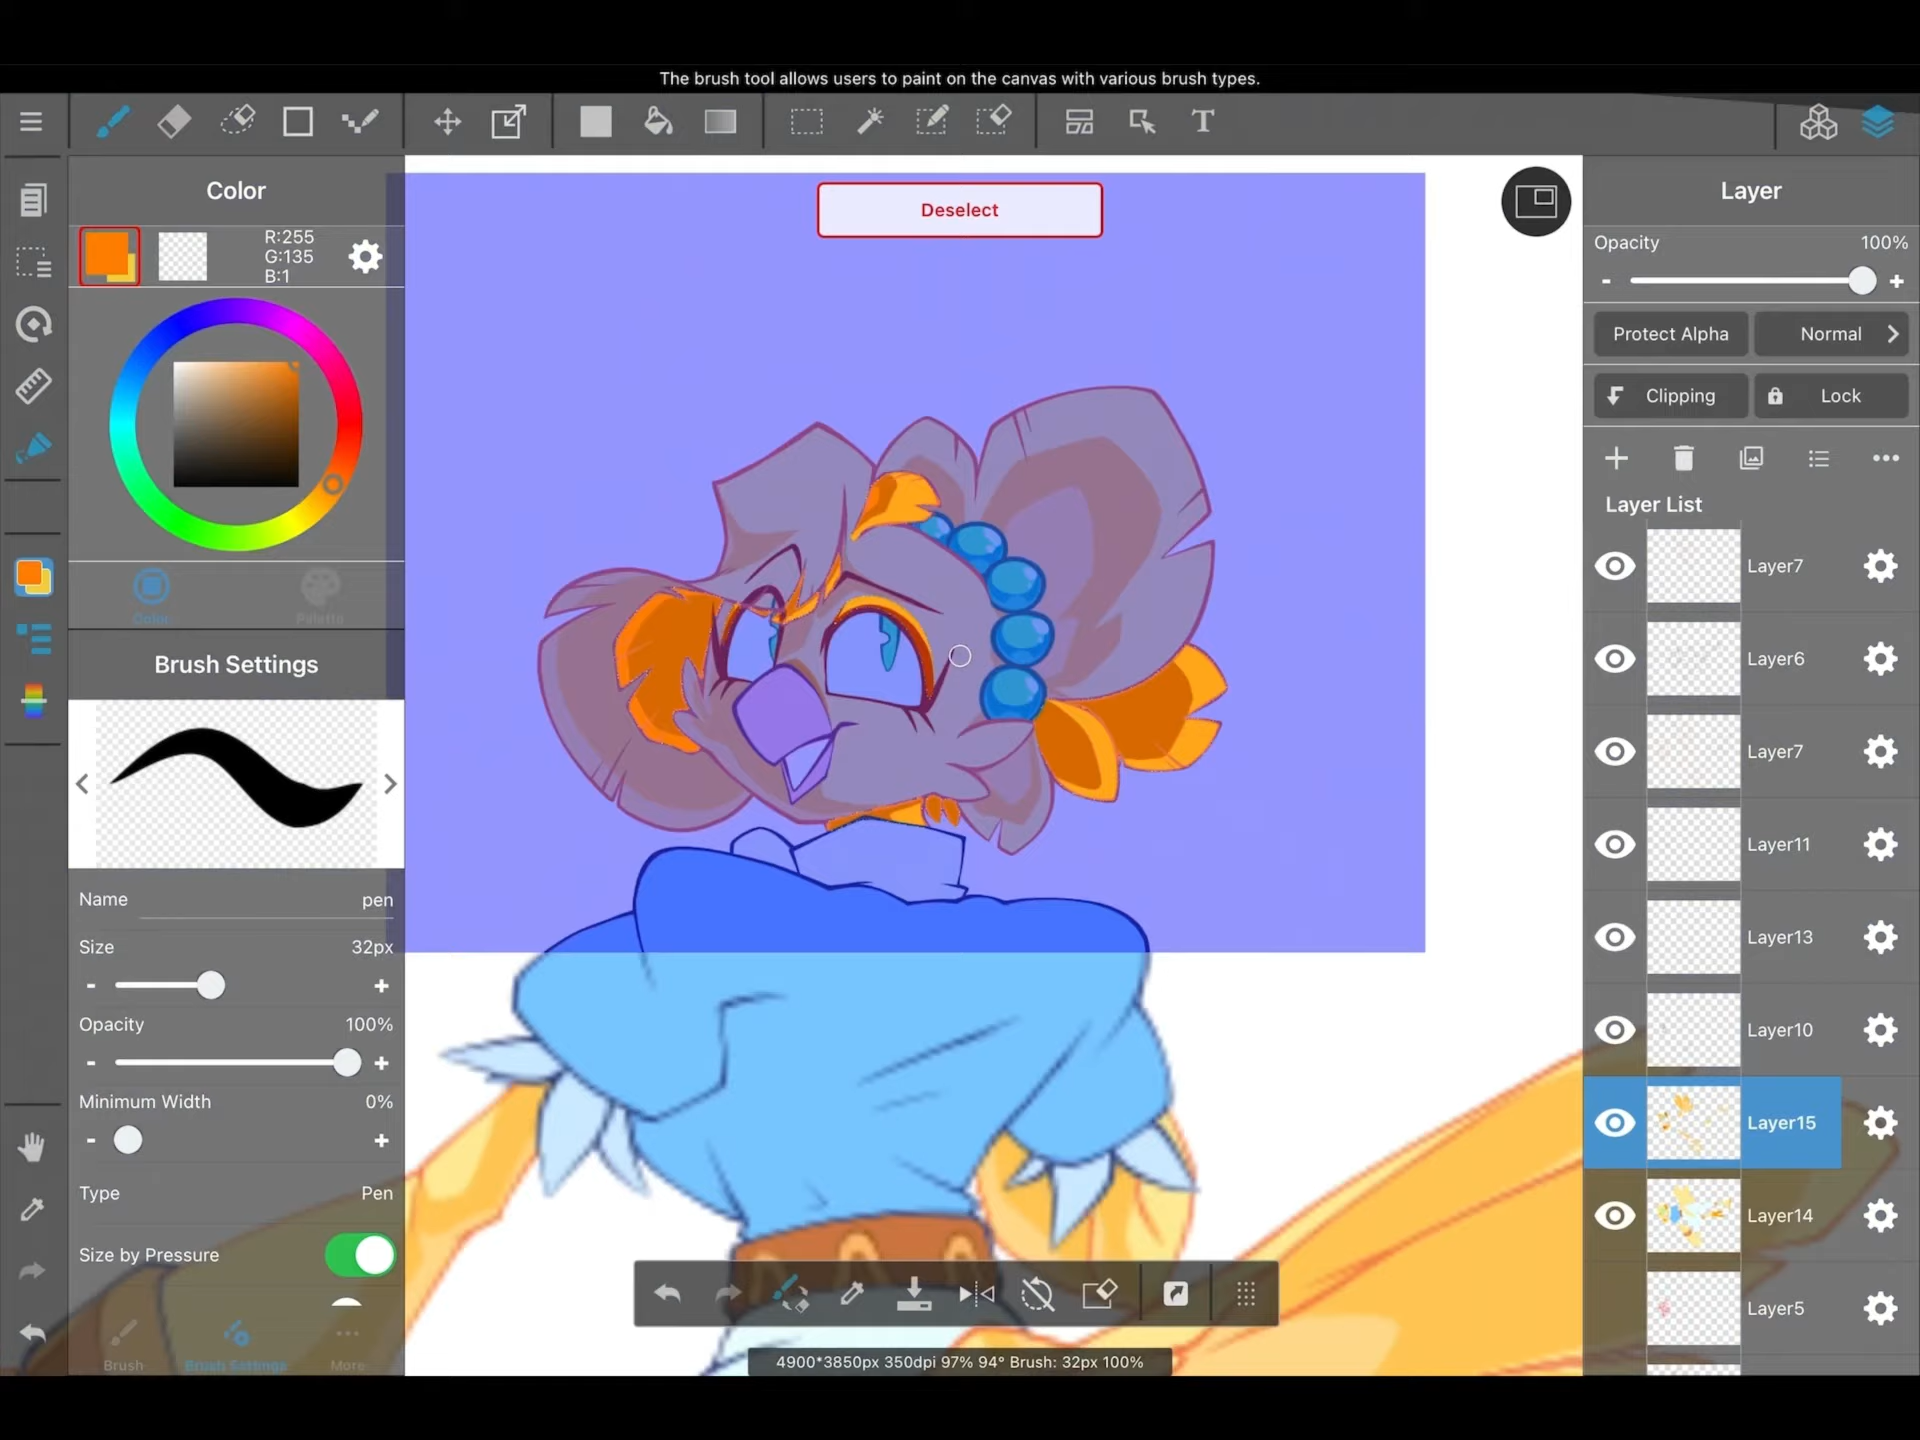 The brush tool allows users to paint on the canvas with various brush types.
T
Color
Deselect
Layer
R:255
G:135
B:1
Opacity 100%
- +
Protect Alpha
Normal
Clipping
Lock
Layer List
Layer7
Color
Palette
Layer6
Brush Settings
Layer7
Layer11
Name pen
Layer13
Size 32px
- +
Opacity 100%
Layer10
- +
Minimum Width 0%
Layer15
- +
Type Pen
Layer14
Size by Pressure
Layer5
Brush
Brush Settings
More
4900*3850px 350dpi 97% 94° Brush: 32px 100%